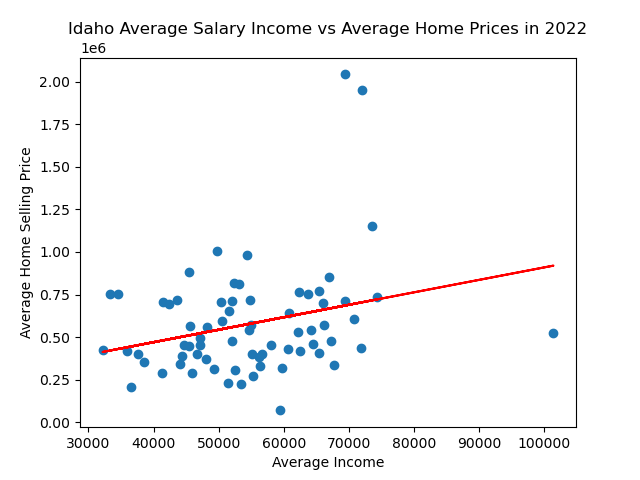 Idaho Average Salary Income vs Average Home Prices in 2022
1e6
2.00
1.75
1.50
1.25
1.00
0.75
0.50
0.25
0.00
Average Home Selling Price
30000 40000 50000 60000 70000 80000 90000 100000
Average Income